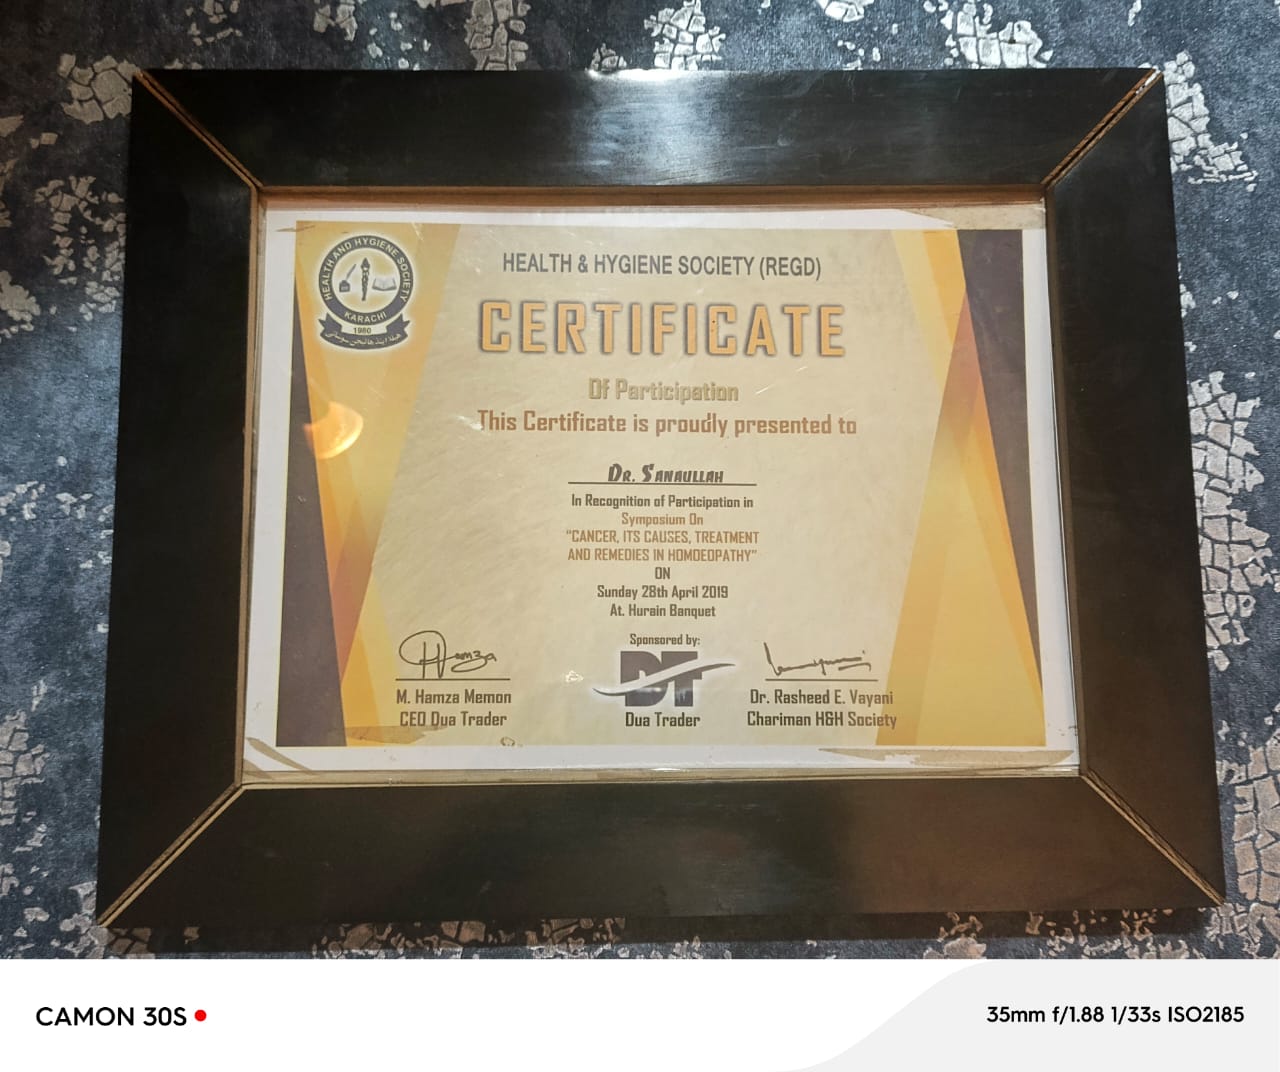 HEALTH AND HYGIENE SOCIETY
KARACHI
1980
HEALTH & HYGIENE SOCIETY (REGD)
CERTIFICATE
Of Participation
This Certificate is proudly presented to
DR. SANAULLAH
In Recognition of Participation in
Symposium On
"CANCER, ITS CAUSES, TREATMENT
AND REMEDIES IN HOMOEOPATHY"
ON
Sunday 28th April 2019
At. Hurain Banquet
Sponsored by:
Hamza
DT
M. Hamza Memon
CEO Dua Trader
Dua Trader
Dr. Rasheed E. Vayani
Chariman H&H Society
CAMON 30S
35mm f/1.88 1/33s ISO2185